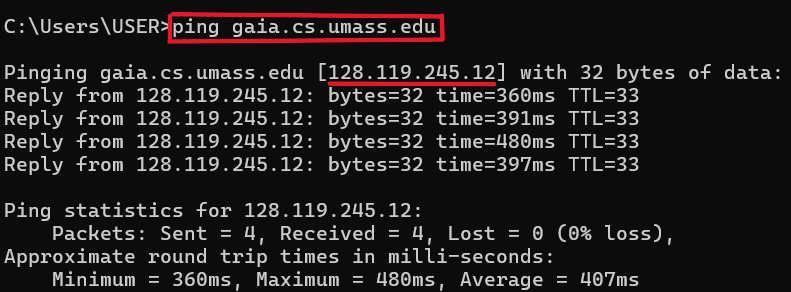 C:\Users\USER>ping gaia.cs.umass.edu
Pinging gaia.cs.umass.edu [128.119.245.12] with 32 bytes of data:
Reply from 128.119.245.12: bytes=32 time=360ms TTL=33
Reply from 128.119.245.12: bytes=32 time=391ms TTL=33
Reply from 128.119.245.12: bytes=32 time=480ms TTL=33
Reply from 128.119.245.12: bytes=32 time=397ms TTL=33
Ping statistics for 128.119.245.12:
    Packets: Sent = 4, Received = 4, Lost = 0 (0% loss),
Approximate round trip times in milli-seconds:
    Minimum = 360ms, Maximum = 480ms, Average = 407ms